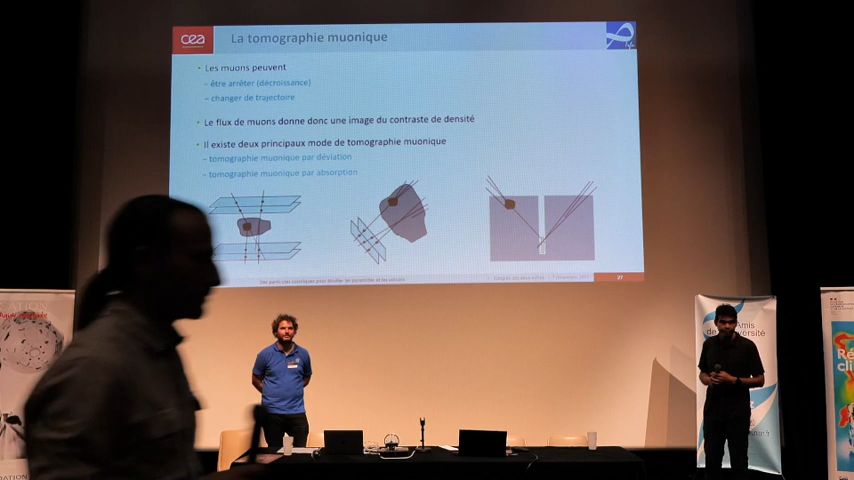 cea
La tomographie muonique
• Les muons peuvent
– être arrêter (décroissance)
– changer de trajectoire
• Le flux de muons donne donc une image du contraste de densité
• Il existe deux principaux mode de tomographie muonique
– tomographie muonique par déviation
– tomographie muonique par absorption
27
Amis